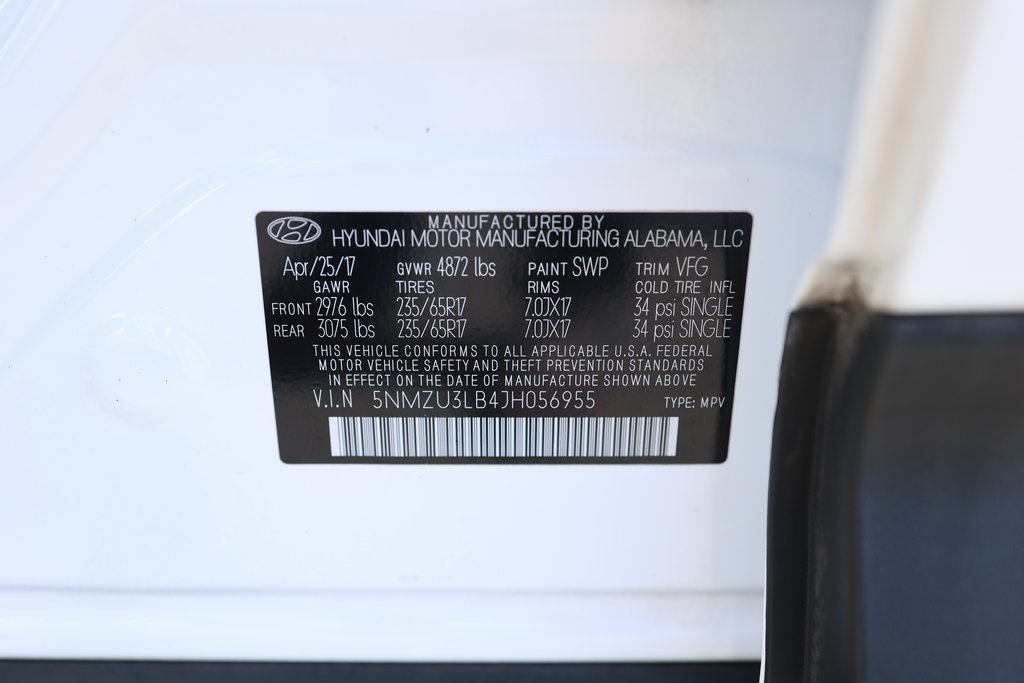 MANUFACTURED BY
HYUNDAI MOTOR MANUFACTURING ALABAMA, LLC
Apr/25/17 GVWR 4872 lbs PAINT SWP TRIM VFG
GAWR TIRES RIMS COLD TIRE INFL
FRONT 2976 lbs 235/65R17 7.0JX17 34 psi SINGLE
REAR 3075 lbs 235/65R17 7.0JX17 34 psi SINGLE
THIS VEHICLE CONFORMS TO ALL APPLICABLE U.S.A. FEDERAL
MOTOR VEHICLE SAFETY AND THEFT PREVENTION STANDARDS
IN EFFECT ON THE DATE OF MANUFACTURE SHOWN ABOVE
V.I.N 5NMZU3LB4JH056955 TYPE: MPV